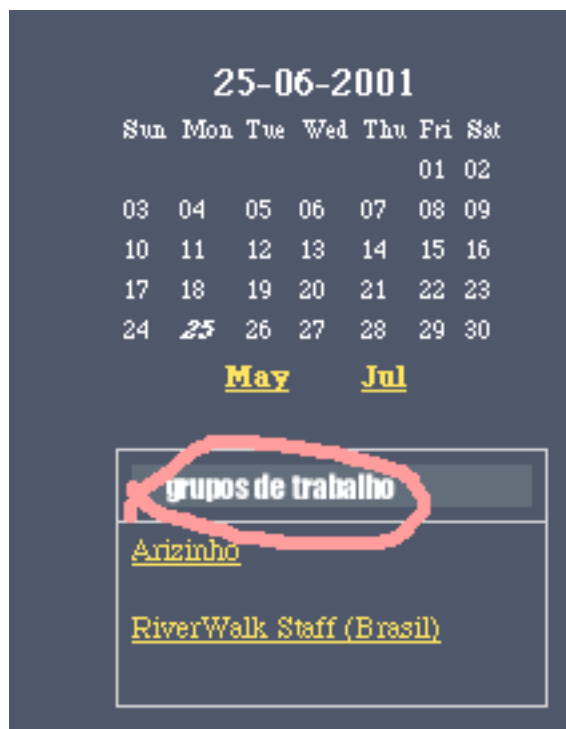 25-06-2001
Sun Mon Tue Wed Thu Fri Sat
01 02
03 04 05 06 07 08 09
10 11 12 13 14 15 16
17 18 19 20 21 22 23
24 25 26 27 28 29 30
May Jul
grupos de trabalho
Arizinho
RiverWalk Staff (Brasil)